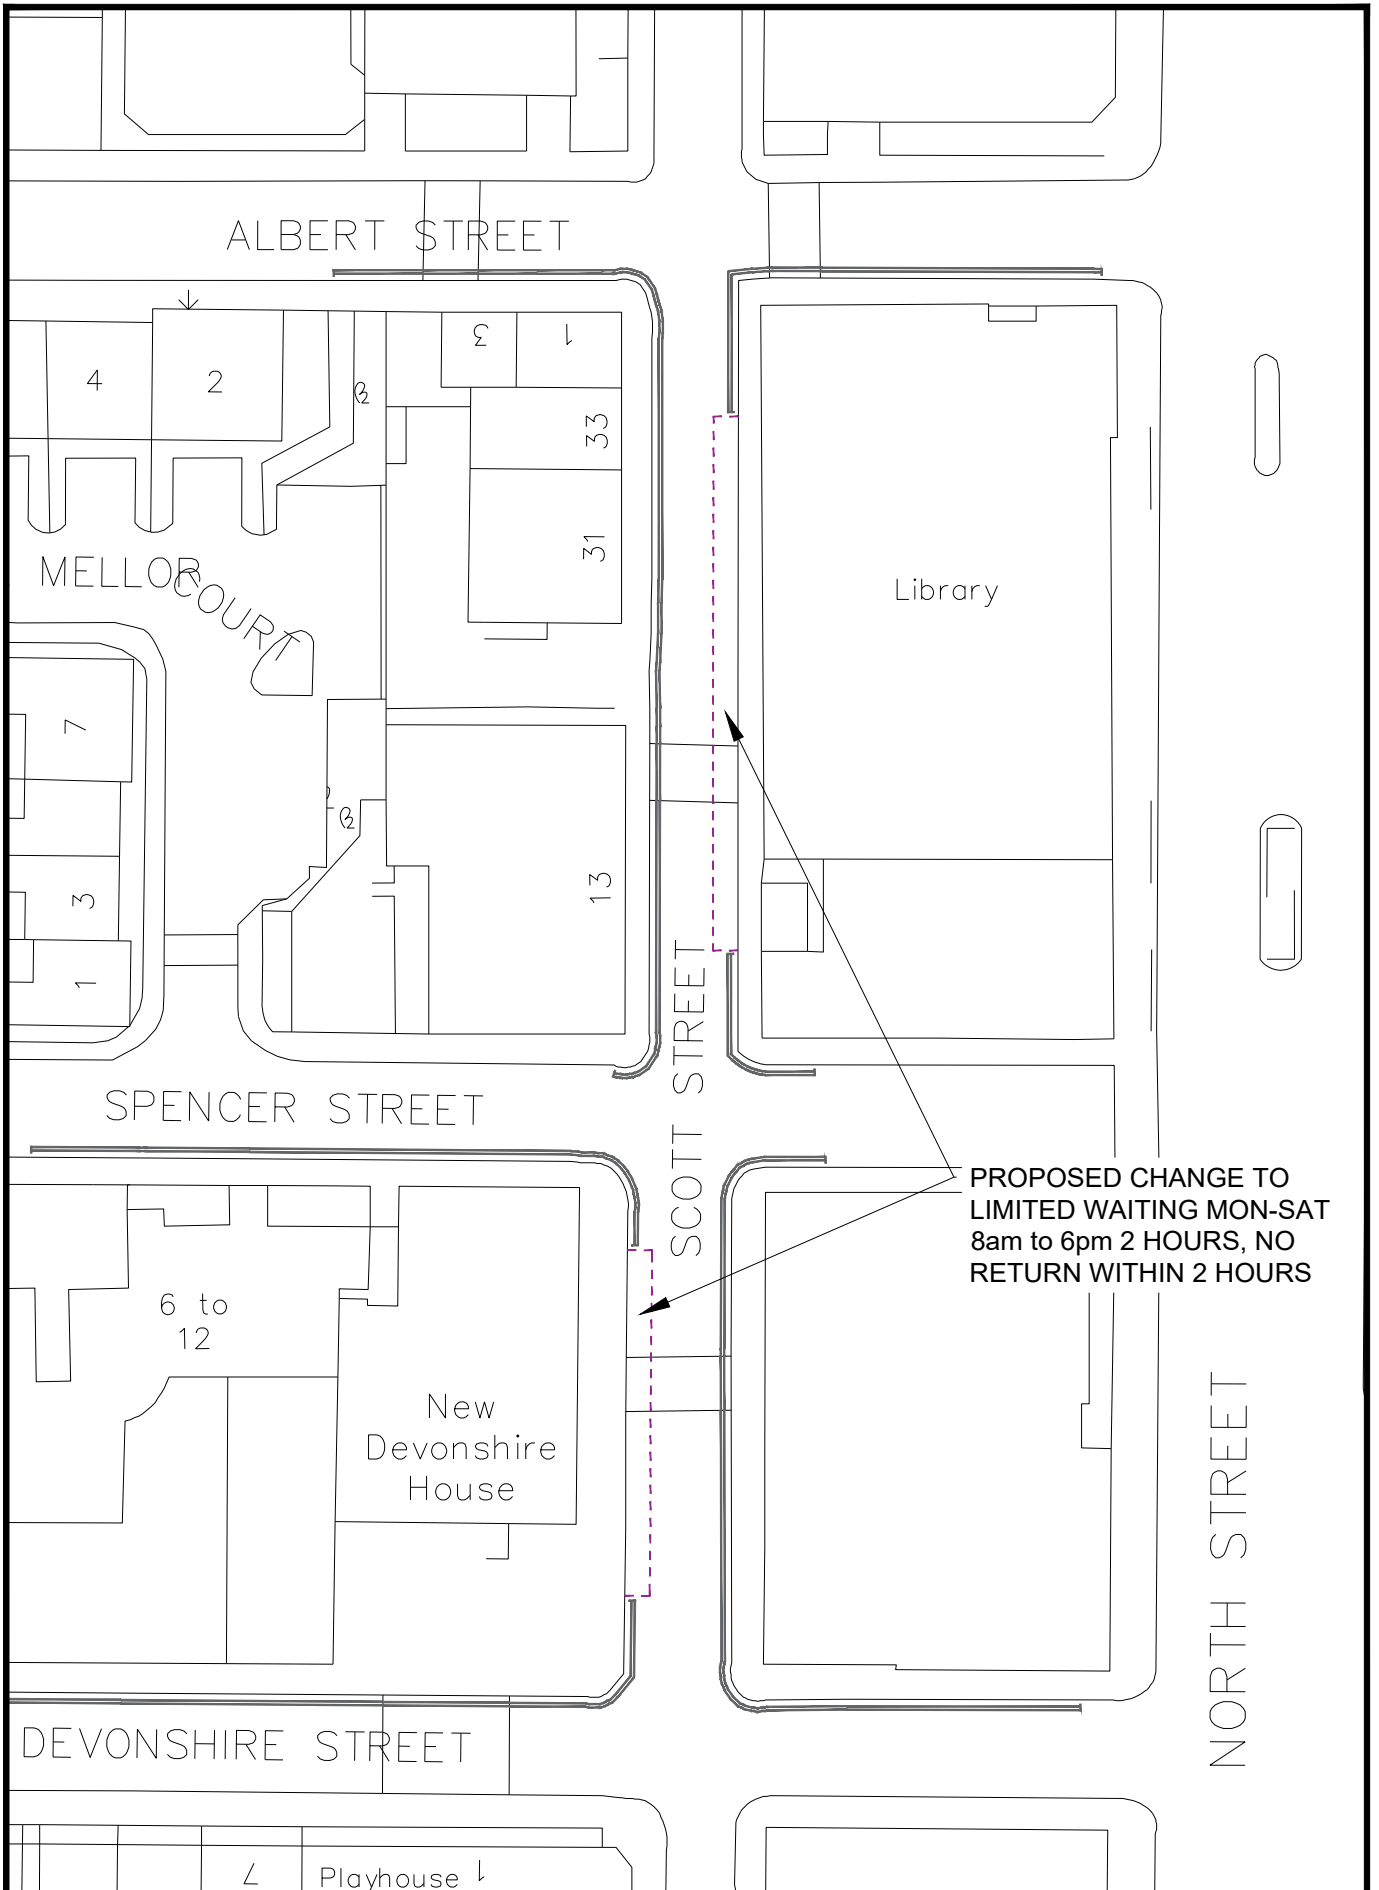 ALBERT STREET
3
1
4
2
33
31
MELLOR
COURT
Library
7
13
3
1
SCOTT STREET
SPENCER STREET
PROPOSED CHANGE TO
LIMITED WAITING MON-SAT
8am to 6pm 2 HOURS, NO
RETURN WITHIN 2 HOURS
6 to
12
New
Devonshire
House
NORTH STREET
DEVONSHIRE STREET
7
Playhouse
1